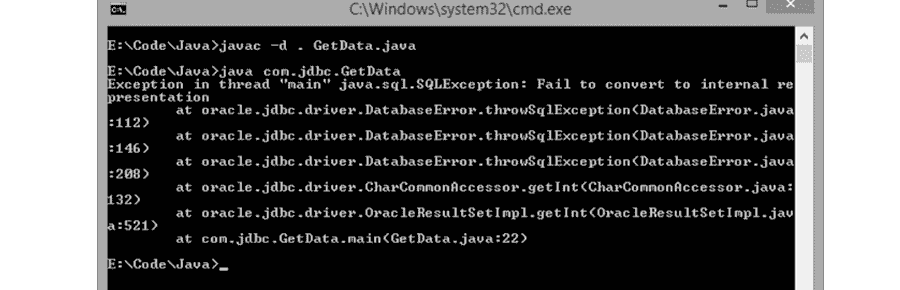 C:\Windows\system32\cmd.exe
E:\Code\Java>javac -d . GetData.java
E:\Code\Java>java com.jdbc.GetData
Exception in thread "main" java.sql.SQLException: Fail to convert to internal re
presentation
at oracle.jdbc.driver.DatabaseError.throwSqlException(DatabaseError.java
:112)
at oracle.jdbc.driver.DatabaseError.throwSqlException(DatabaseError.java
:146)
at oracle.jdbc.driver.DatabaseError.throwSqlException(DatabaseError.java
:208)
at oracle.jdbc.driver.CharCommonAccessor.getInt(CharCommonAccessor.java:
132)
at oracle.jdbc.driver.OracleResultSetImpl.getInt(OracleResultSetImpl.jav
a:521)
at com.jdbc.GetData.main(GetData.java:22)
E:\Code\Java>_